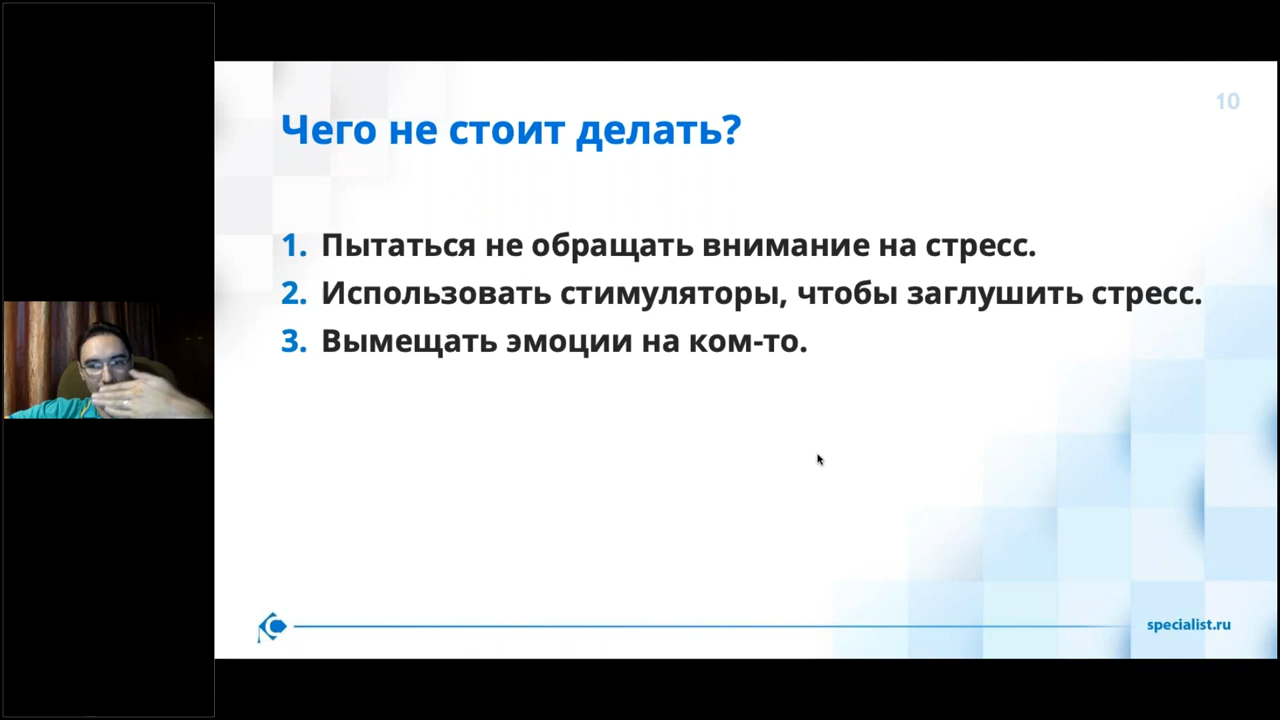 10
Чего не стоит делать?
1. Пытаться не обращать внимание на стресс.
2. Использовать стимуляторы, чтобы заглушить стресс.
3. Вымещать эмоции на ком-то.
specialist.ru